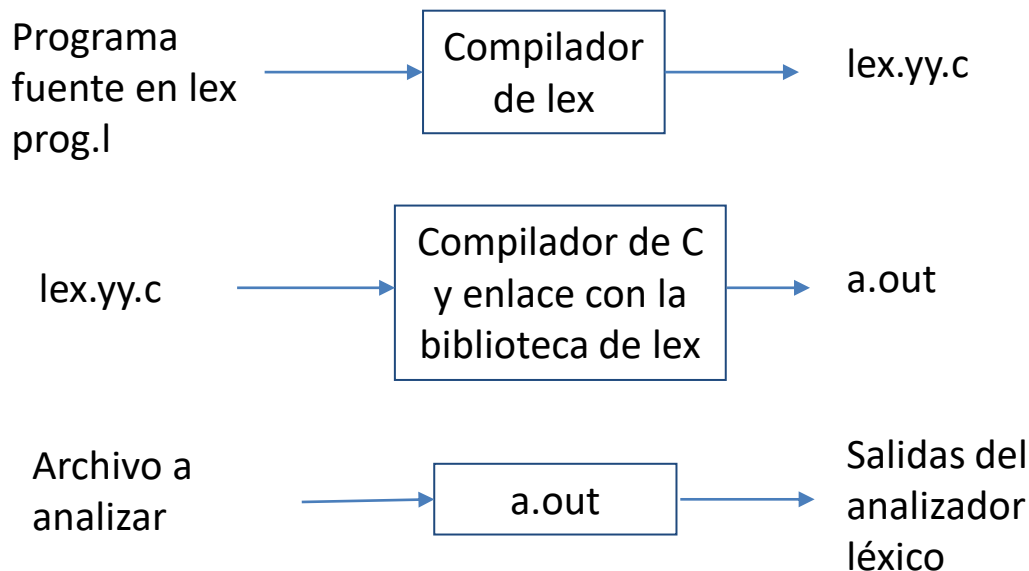 Programa
fuente en lex
prog.l
Compilador
de lex
lex.yy.c
lex.yy.c
Compilador de C
y enlace con la
biblioteca de lex
a.out
Archivo a
analizar
a.out
Salidas del
analizador
léxico